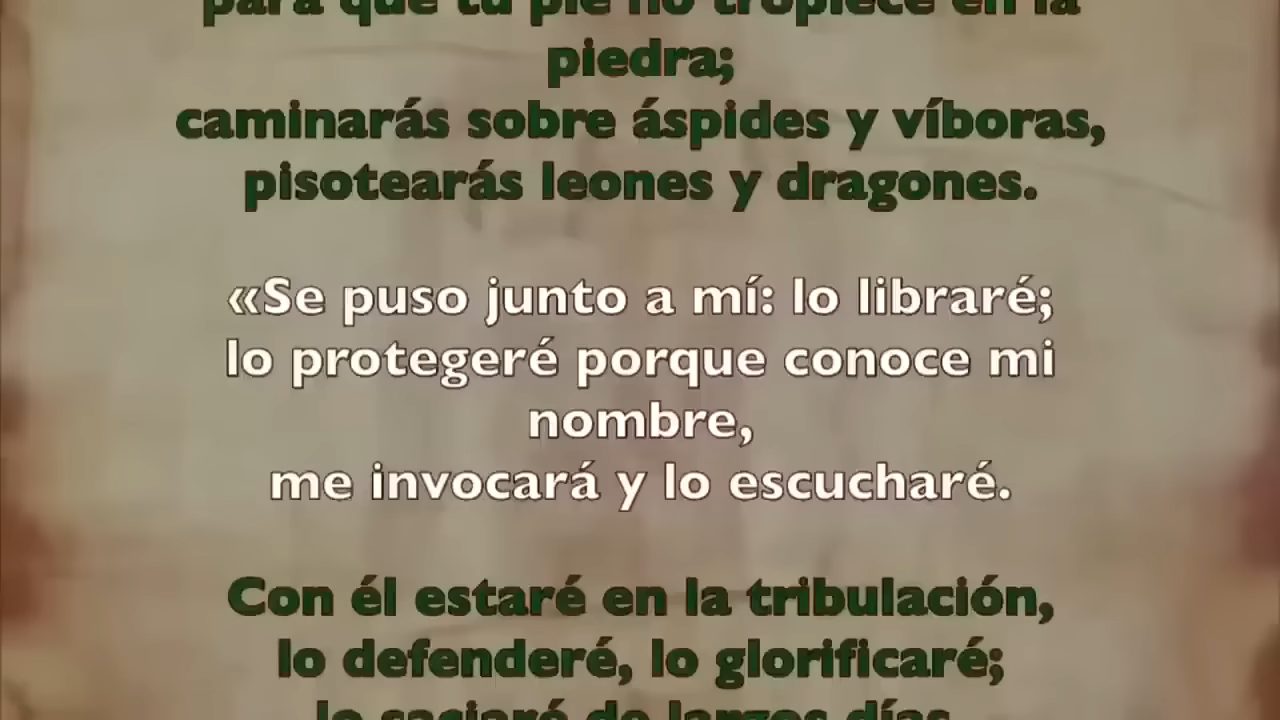 para que tu pie no tropiece en la
piedra;
caminarás sobre áspides y víboras,
pisotearás leones y dragones.
«Se puso junto a mí: lo libraré;
lo protegeré porque conoce mi
nombre,
me invocará y lo escucharé.
Con él estaré en la tribulación,
lo defenderé, lo glorificaré;
lo saciaré de largos días